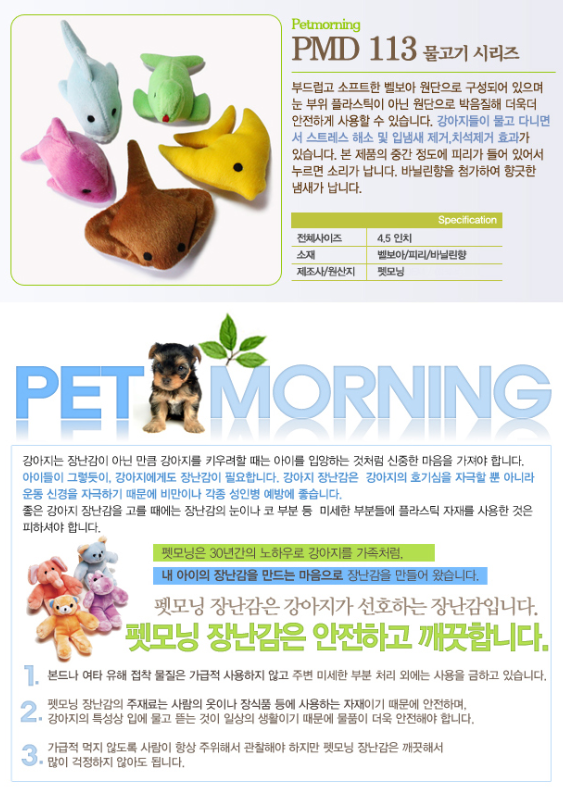 Petmorning
PMD 113 물고기 시리즈
부드럽고 소프트한 벨보아 원단으로 구성되어 있으며
눈 부위 플라스틱이 아닌 원단으로 박음질해 더욱더
안전하게 사용할 수 있습니다. 강아지들이 물고 다니면
서 스트레스 해소 및 입냄새 제거,치석제거 효과가
있습니다. 본 제품의 중간 정도에 피리가 들어 있어서
누르면 소리가 납니다. 바닐린향을 첨가하여 향긋한
냄새가 납니다.
Specification
전체사이즈 4.5 인치
소재 벨보아/피리/바닐린향
제조사/원산지 펫모닝
PET MORNING
강아지는 장난감이 아닌 만큼 강아지를 키우려할 때는 아이를 입양하는 것처럼 신중한 마음을 가져야 합니다.
아이들이 그렇듯이, 강아지에게도 장난감이 필요합니다. 강아지 장난감은 강아지의 호기심을 자극할 뿐 아니라
운동 신경을 자극하기 때문에 비만이나 각종 성인병 예방에 좋습니다.
좋은 강아지 장난감을 고를 때에는 장난감의 눈이나 코 부분 등 미세한 부분들에 플라스틱 자재를 사용한 것은
피하셔야 합니다.
펫모닝은 30년간의 노하우로 강아지를 가족처럼,
내 아이의 장난감을 만드는 마음으로 장난감을 만들어 왔습니다.
펫모닝 장난감은 강아지가 선호하는 장난감입니다.
펫모닝 장난감은 안전하고 깨끗합니다.
1. 본드나 여타 유해 접착 물질은 가급적 사용하지 않고 주변 미세한 부분 처리 외에는 사용을 금하고 있습니다.
2. 펫모닝 장난감의 주재료는 사람의 옷이나 장식품 등에 사용하는 자재이기 때문에 안전하며,
강아지의 특성상 입에 물고 뜯는 것이 일상의 생활이기 때문에 물품이 더욱 안전해야 합니다.
3. 가급적 먹지 않도록 사람이 항상 주위해서 관찰해야 하지만 펫모닝 장난감은 깨끗해서
많이 걱정하지 않아도 됩니다.